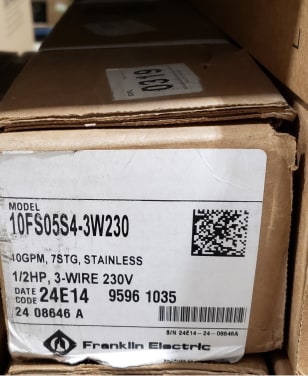 0319
MODEL
10FS05S4-3W230
10GPM, 7STG, STAINLESS
1/2HP, 3-WIRE 230V
DATE CODE 24E14 9596 1035
24 08646 A
S/N 24E14-24-08646A
Franklin Electric